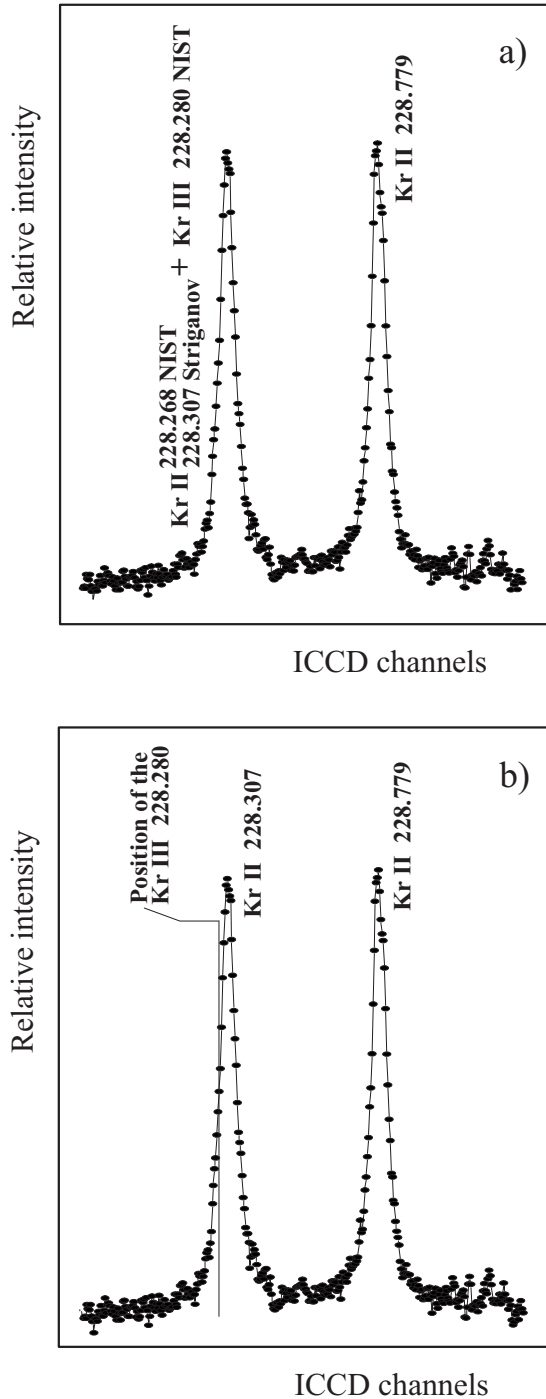 a)
Relative intensity
Kr II 228.268 NIST
228.307 Striganov
+ Kr III 228.280 NIST
Kr II 228.779
ICCD channels
b)
Relative intensity
Position of the
Kr III 228.280
Kr II 228.307
Kr II 228.779
ICCD channels